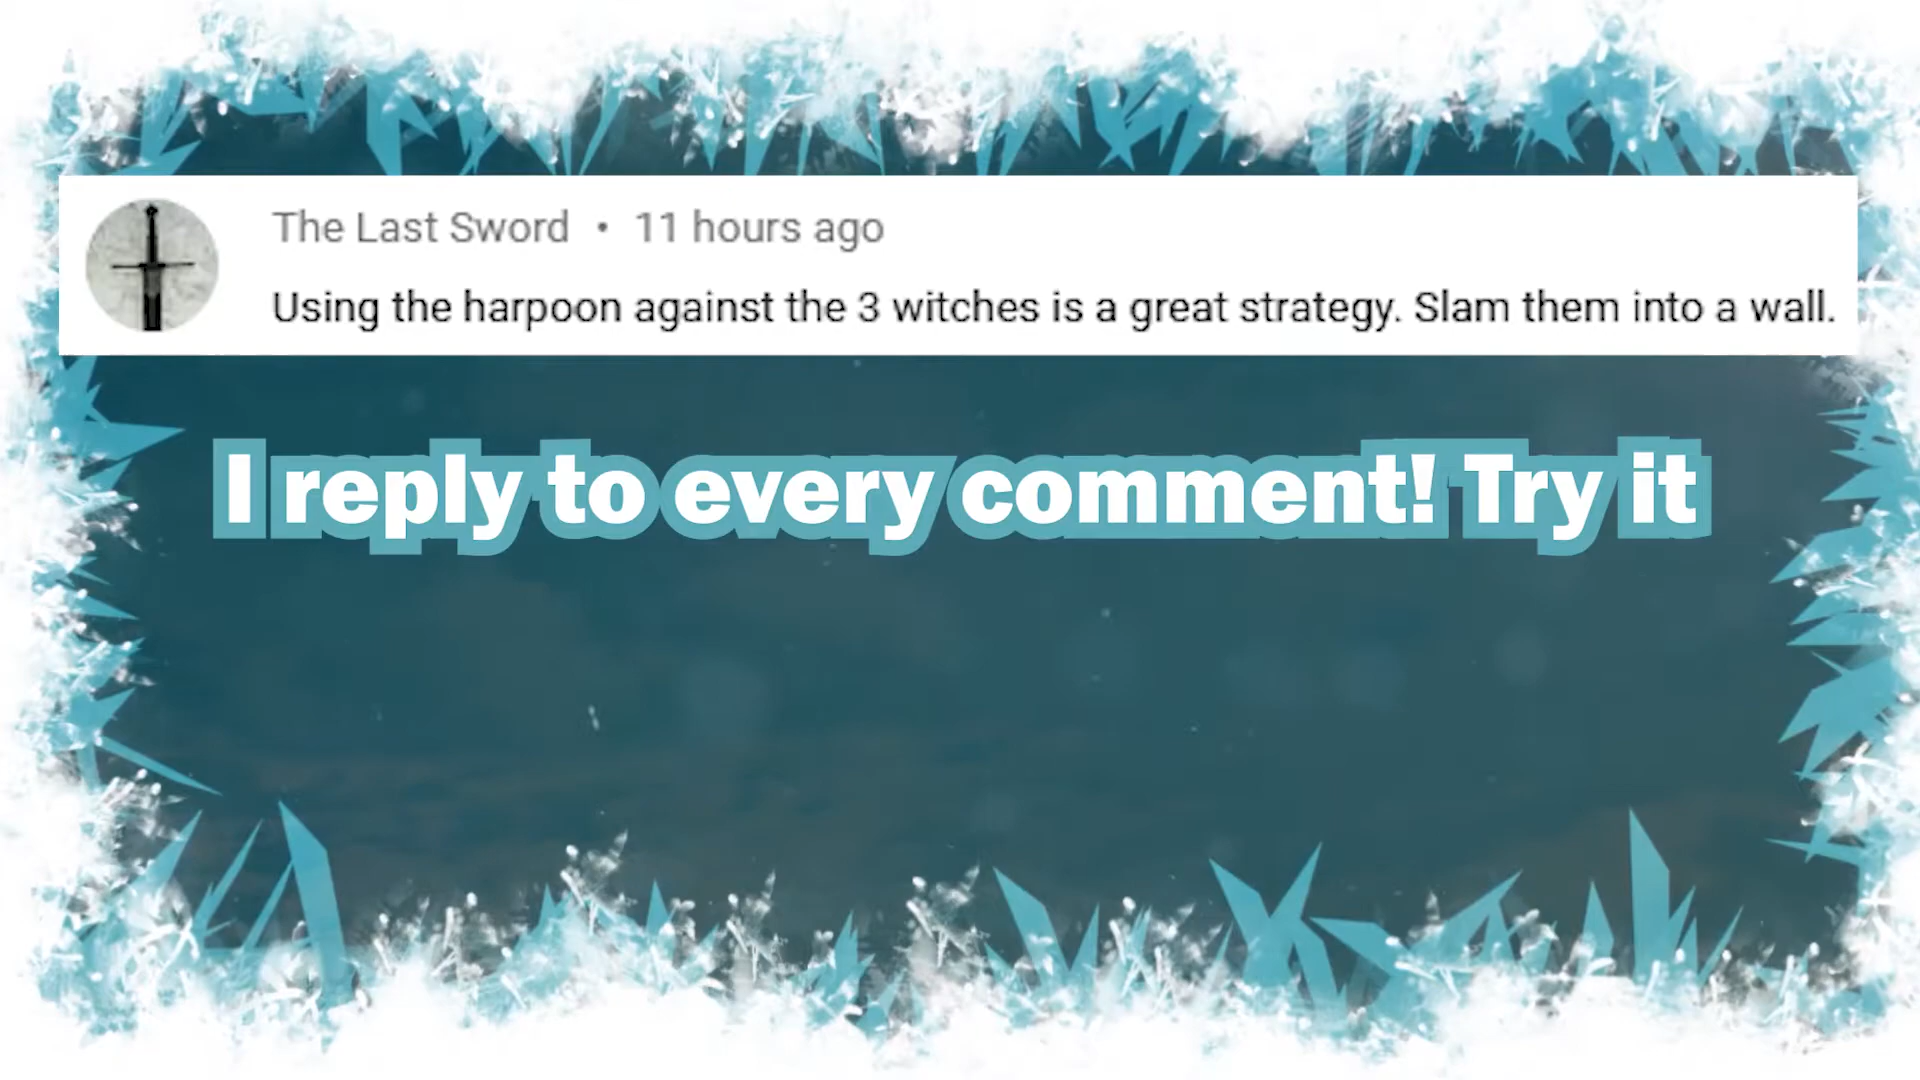 The Last Sword • 11 hours ago
Using the harpoon against the 3 witches is a great strategy. Slam them into a wall.
I reply to every comment! Try it